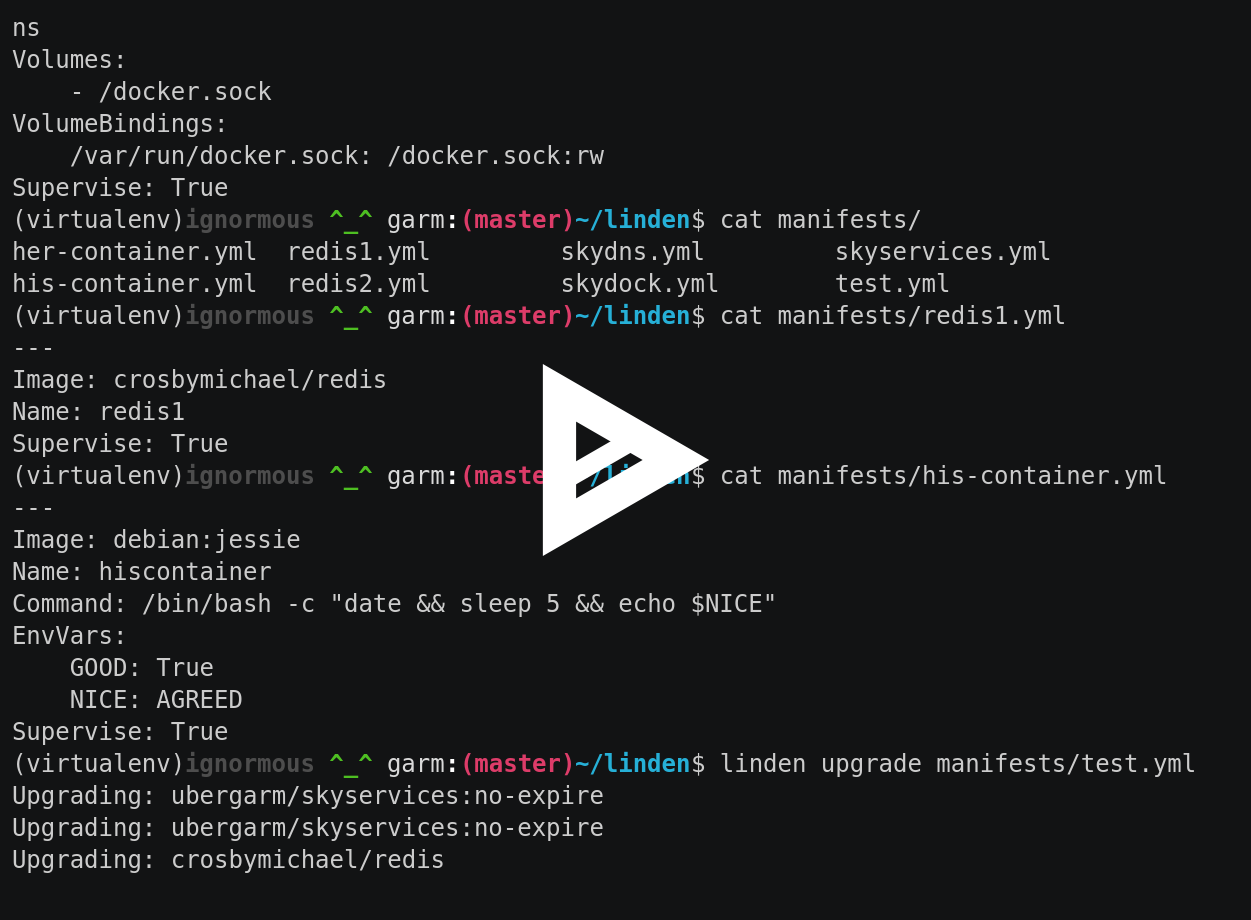 ns
Volumes:
    - /docker.sock
VolumeBindings:
    /var/run/docker.sock: /docker.sock:rw
Supervise: True
(virtualenv)ignormous ^_^ garm:(master)~/linden$ cat manifests/
her-container.yml  redis1.yml         skydns.yml         skyservices.yml
his-container.yml  redis2.yml         skydock.yml        test.yml
(virtualenv)ignormous ^_^ garm:(master)~/linden$ cat manifests/redis1.yml
---
Image: crosbymichael/redis
Name: redis1
Supervise: True
(virtualenv)ignormous ^_^ garm:(master)~/linden$ cat manifests/his-container.yml
---
Image: debian:jessie
Name: hiscontainer
Command: /bin/bash -c "date && sleep 5 && echo $NICE"
EnvVars:
    GOOD: True
    NICE: AGREED
Supervise: True
(virtualenv)ignormous ^_^ garm:(master)~/linden$ linden upgrade manifests/test.yml
Upgrading: ubergarm/skyservices:no-expire
Upgrading: ubergarm/skyservices:no-expire
Upgrading: crosbymichael/redis